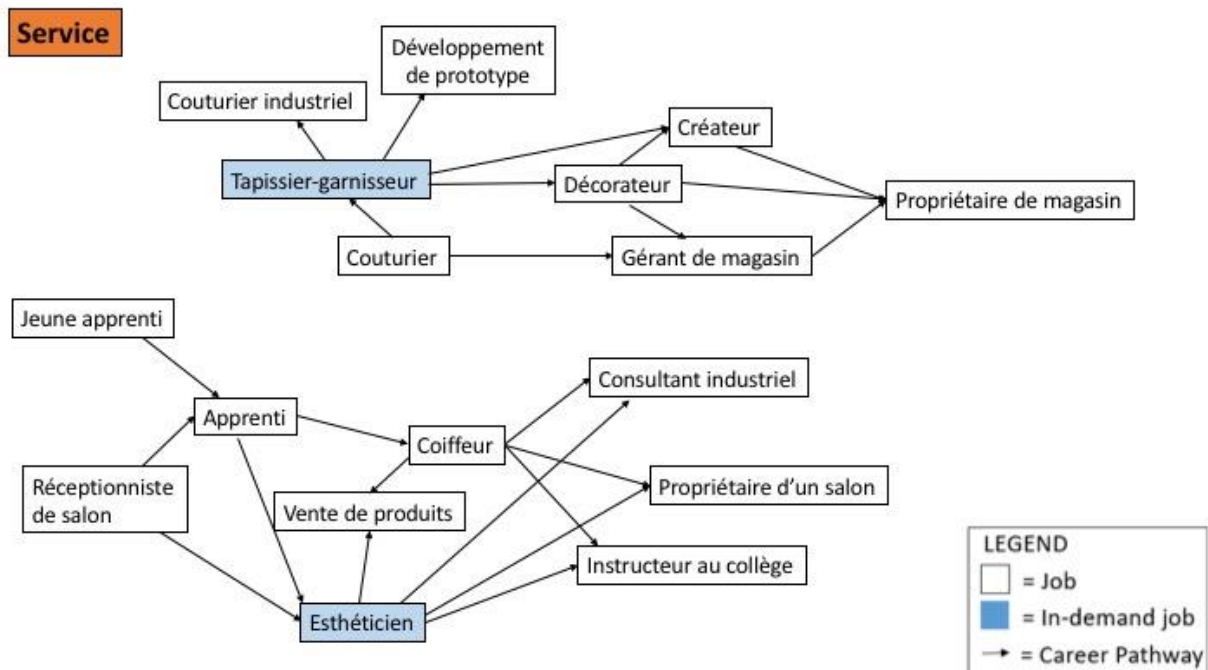 Service
Développement
de prototype
Couturier industriel
Créateur
Tapissier-garnisseur
Décorateur
Propriétaire de magasin
Couturier
Gérant de magasin
Jeune apprenti
Consultant industriel
Apprenti
Coiffeur
Réceptionniste
de salon
Propriétaire d'un salon
Vente de produits
Instructeur au collège
Esthéticien
LEGEND
= Job
= In-demand job
= Career Pathway